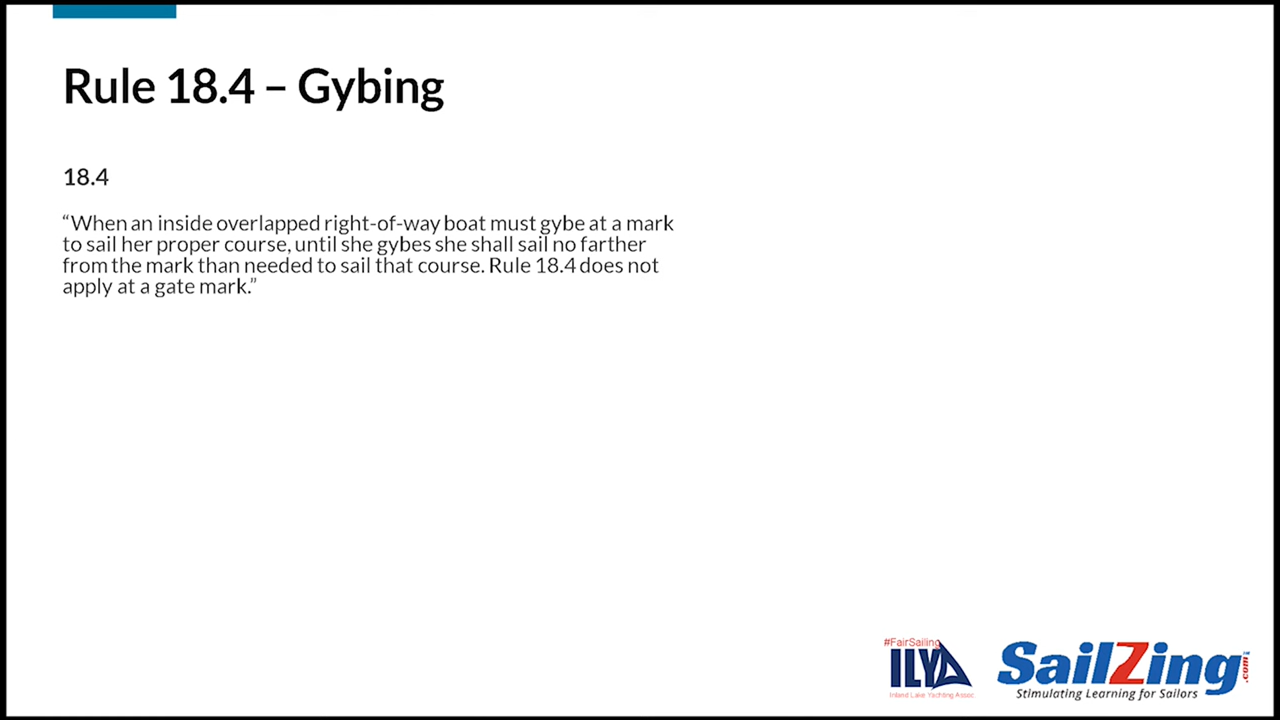 Rule 18.4 – Gybing
18.4
“When an inside overlapped right-of-way boat must gybe at a mark
to sail her proper course, until she gybes she shall sail no farther
from the mark than needed to sail that course. Rule 18.4 does not
apply at a gate mark.”
#FairSailing
ILYA
Inland Lake Yachting Assoc.
SailZing.com
Stimulating Learning for Sailors